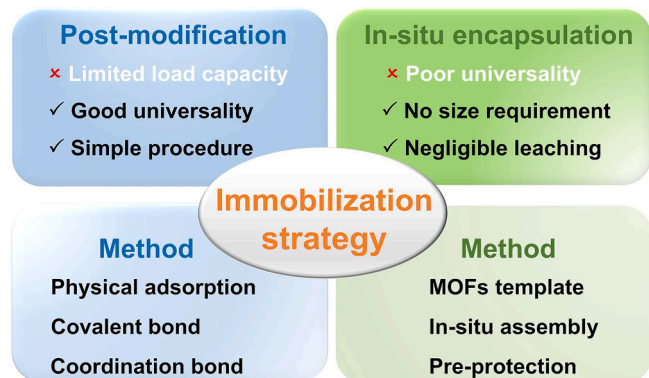 Post-modification
× Limited load capacity
✓ Good universality
✓ Simple procedure
In-situ encapsulation
× Poor universality
✓ No size requirement
✓ Negligible leaching
Immobilization
strategy
Method
Physical adsorption
Covalent bond
Coordination bond
Method
MOFs template
In-situ assembly
Pre-protection